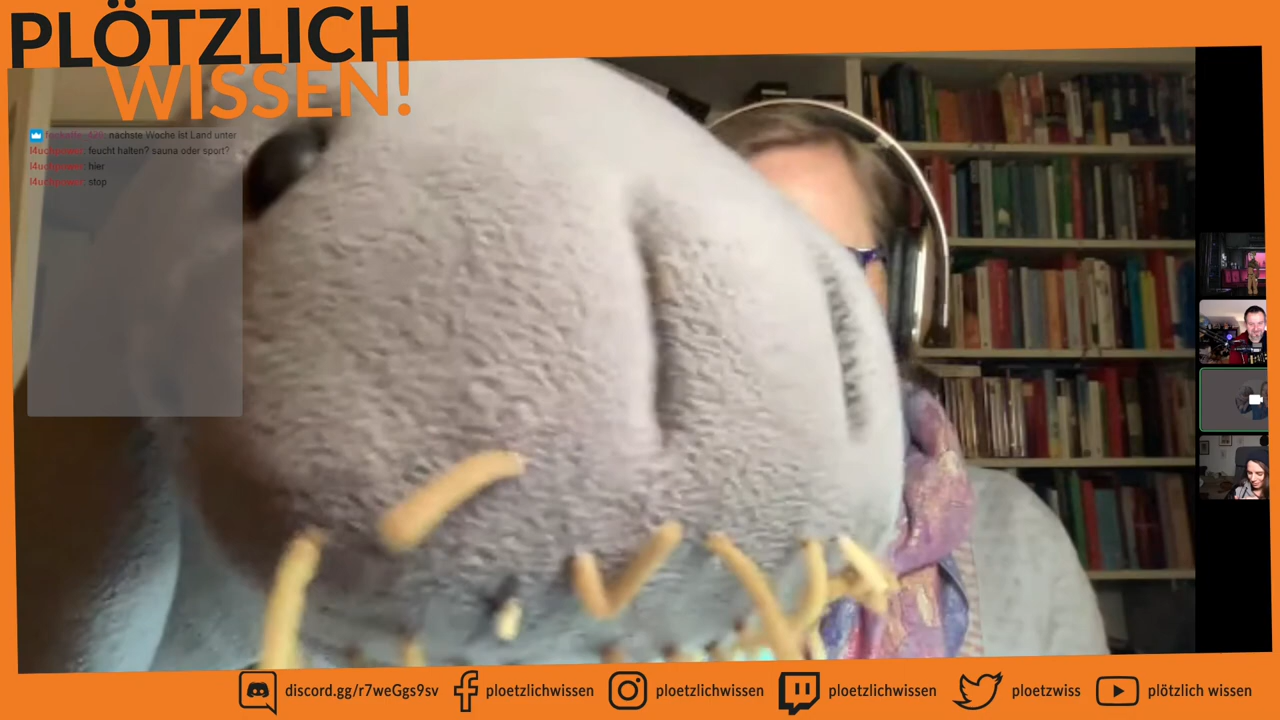 PLÖTZLICH
WISSEN!
nächste Woche ist Land unter
feucht halten? sauna oder sport?
hier
stop
discord.gg/r7weGgs9sv
ploetzlichwissen
ploetzlichwissen
ploetzlichwissen
ploetzwiss
plötzlich wissen